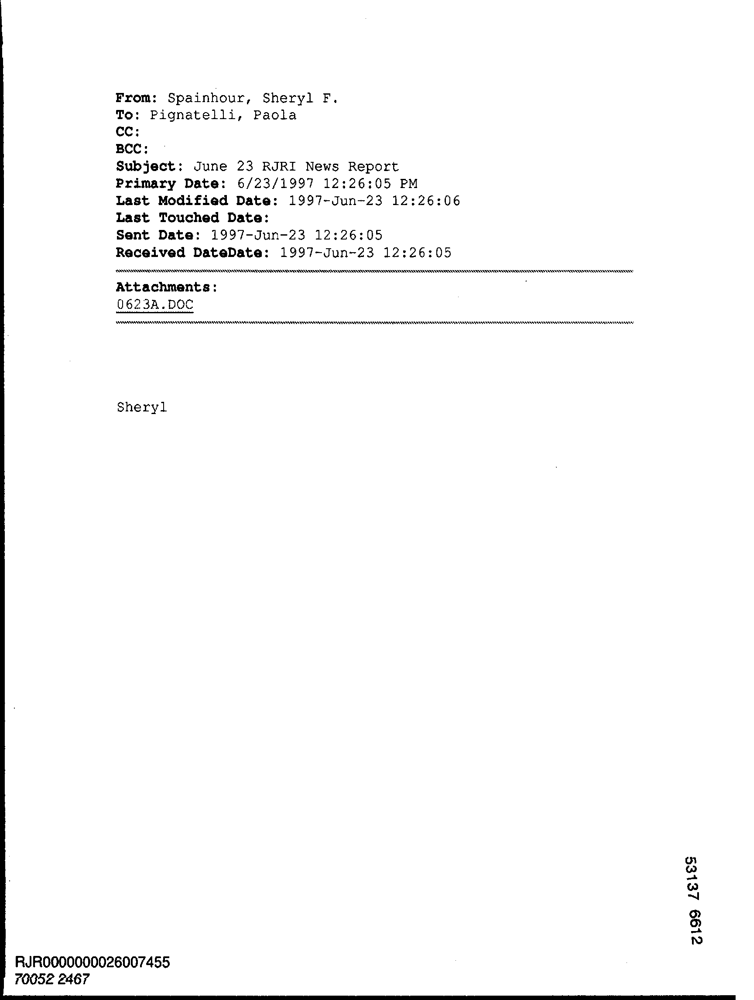 From: Spainhour, Sheryl F.
To: Pignatelli, Paola
CC:
BCC:
Subject: June 23 RJRI News Report
Primary Date: 6/23/1997 12:26:05 PM
Last Modified Date: 1997-Jun-23 12:26:06
Last Touched Date:
Sent Date: 1997-Jun-23 12:26:05
Received DateDate: 1997-Jun-23 12:26:05
Attachments:
0623A.DOC
Sheryl
53137 6612
RJR0000000026007455
70052 2467